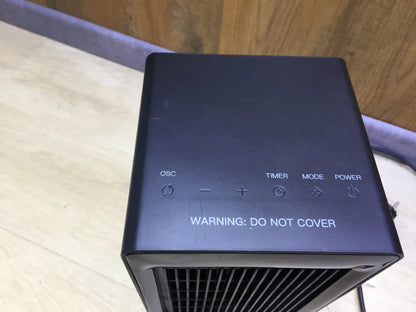 OSC TIMER MODE POWER
- +
WARNING: DO NOT COVER